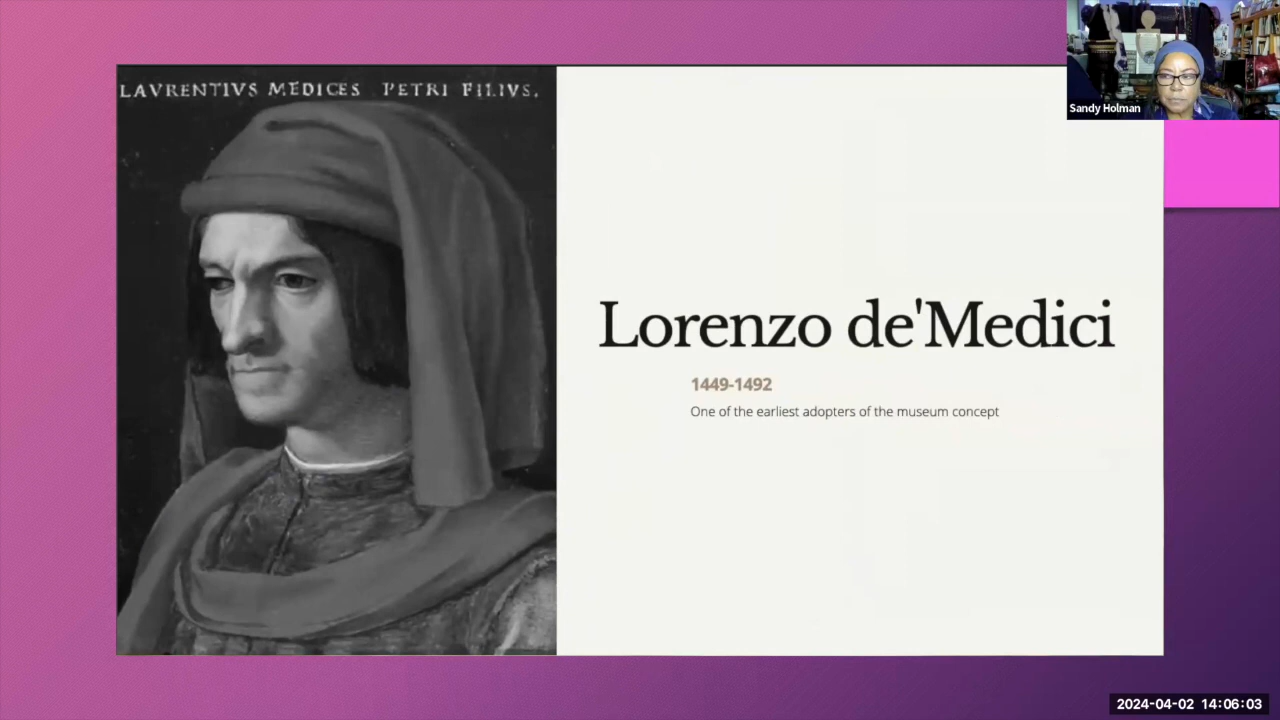 LAVRENTIVS MEDICES PETRI FILIVS.
Sandy Holman
Lorenzo de'Medici
1449-1492
One of the earliest adopters of the museum concept
2024-04-02 14:06:03